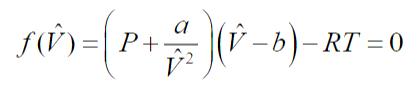 f(V̂) = (P + a/V̂²)(V̂ − b) − RT = 0